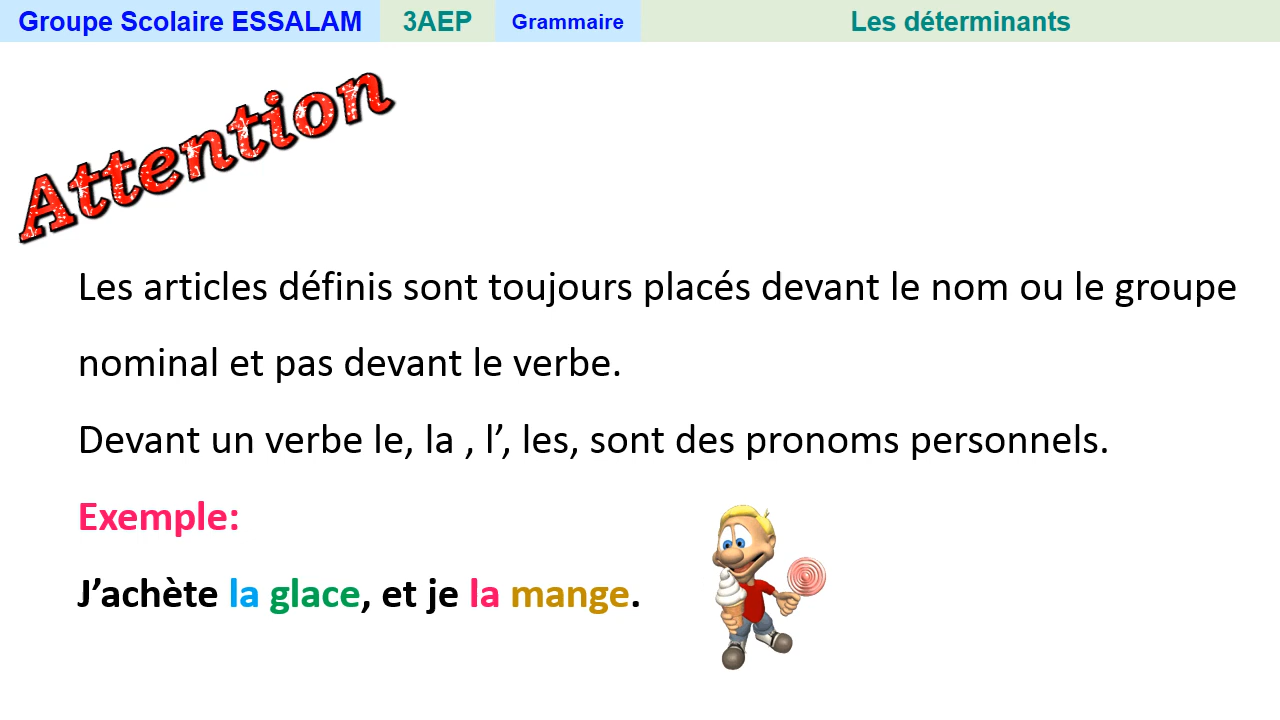 Groupe Scolaire ESSALAM 3AEP Grammaire Les déterminants
Attention
Les articles définis sont toujours placés devant le nom ou le groupe
nominal et pas devant le verbe.
Devant un verbe le, la , l’, les, sont des pronoms personnels.
Exemple:
J’achète la glace, et je la mange.